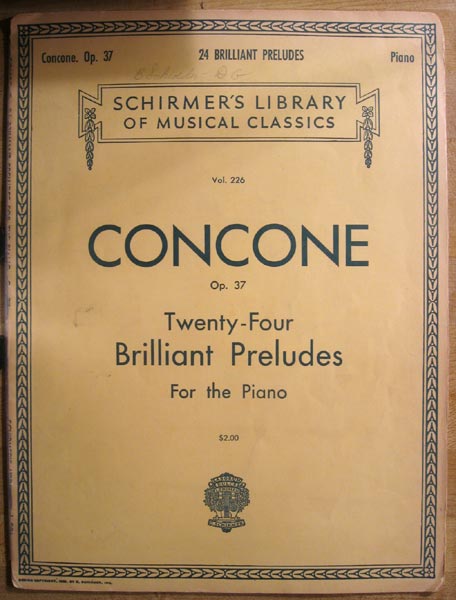 Concone. Op. 37
24 BRILLIANT PRELUDES
Piano
SCHIRMER'S LIBRARY
OF MUSICAL CLASSICS
Vol. 226
CONCONE
Op. 37
Twenty-Four
Brilliant Preludes
For the Piano
$2.00